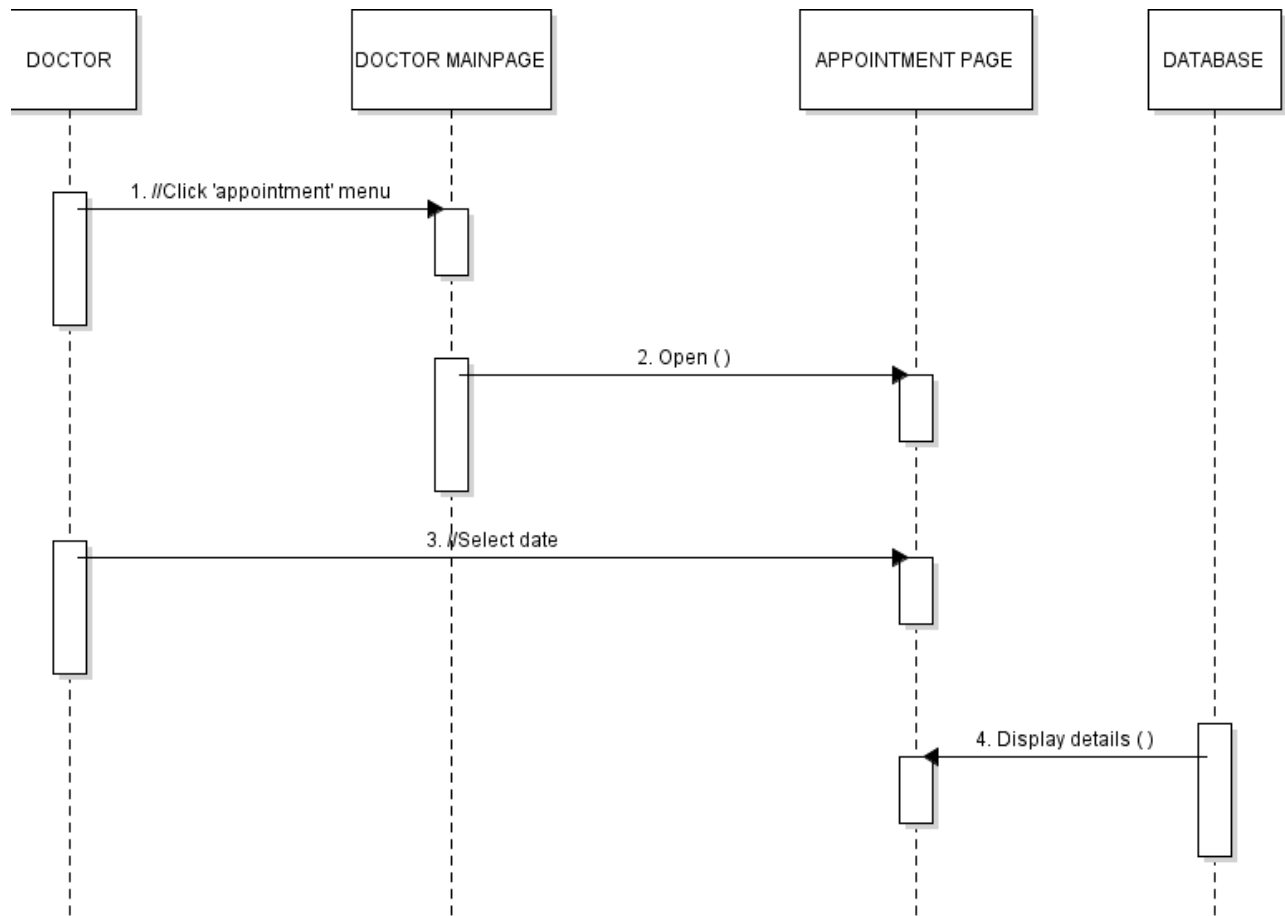 DOCTOR
DOCTOR MAINPAGE
APPOINTMENT PAGE
DATABASE
1. //Click 'appointment' menu
2. Open ( )
3. //Select date
4. Display details ( )